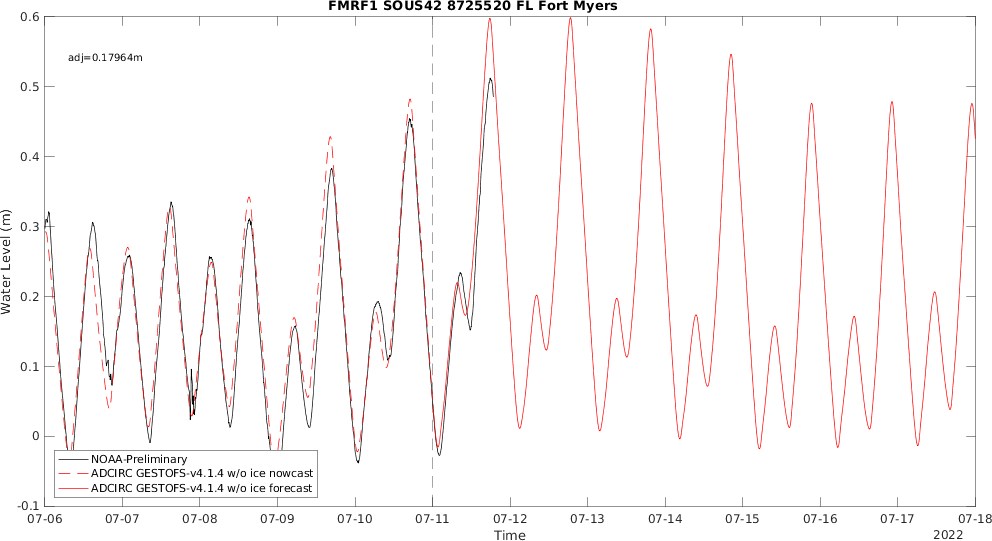 FMRF1 SOUS42 8725520 FL Fort Myers
adj=0.17964m
0.6
0.5
0.4
0.3
0.2
0.1
0
-0.1
Water Level (m)
NOAA-Preliminary
ADCIRC GESTOFS-v4.1.4 w/o ice nowcast
ADCIRC GESTOFS-v4.1.4 w/o ice forecast
07-06 07-07 07-08 07-09 07-10 07-11 07-12 07-13 07-14 07-15 07-16 07-17 07-18
Time
2022